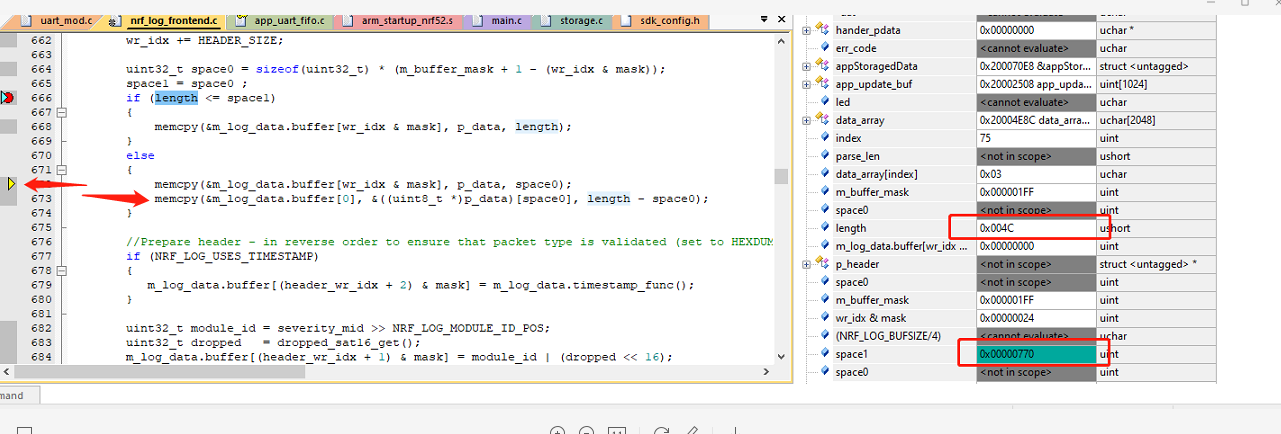 uart_mod.c
nrf_log_frontend.c
app_uart_fifo.c
arm_startup_nrf52.s
main.c
storage.c
sdk_config.h
662 wr_idx += HEADER_SIZE;
663
664 uint32_t space0 = sizeof(uint32_t) * (m_buffer_mask + 1 - (wr_idx & mask));
665 space1 = space0 ;
666 if (length <= space1)
667 {
668 memcpy(&m_log_data.buffer[wr_idx & mask], p_data, length);
669 }
670 else
671 {
memcpy(&m_log_data.buffer[wr_idx & mask], p_data, space0);
673 memcpy(&m_log_data.buffer[0], &((uint8_t *)p_data)[space0], length - space0);
674 }
675
676 //Prepare header - in reverse order to ensure that packet type is validated (set to HEXDUM
677 if (NRF_LOG_USES_TIMESTAMP)
678 {
679 m_log_data.buffer[(header_wr_idx + 2) & mask] = m_log_data.timestamp_func();
680 }
681
682 uint32_t module_id = severity_mid >> NRF_LOG_MODULE_ID_POS;
683 uint32_t dropped = dropped_sat16_get();
684 m_log_data.buffer[(header_wr_idx + 1) & mask] = module_id | (dropped << 16);
mand
hander_pdata 0x00000000 uchar *
err_code <cannot evaluate> uchar
appStoragedData 0x200070E8 &appStor... struct <untagged>
app_update_buf 0x20002508 app_upda... uint[1024]
led <cannot evaluate> uchar
data_array 0x20004E8C data_arra... uchar[2048]
index 75 uint
parse_len <not in scope> ushort
data_array[index] 0x03 uchar
m_buffer_mask 0x000001FF uint
space0 <not in scope> uint
length 0x004C ushort
m_log_data.buffer[wr_idx ... 0x00000000 uint
p_header <not in scope> struct <untagged> *
space0 <not in scope> uint
m_buffer_mask 0x000001FF uint
wr_idx & mask 0x00000024 uint
(NRF_LOG_BUFSIZE/4) <cannot evaluate> uchar
space1 0x00000770 uint
space0 <not in scope> uint